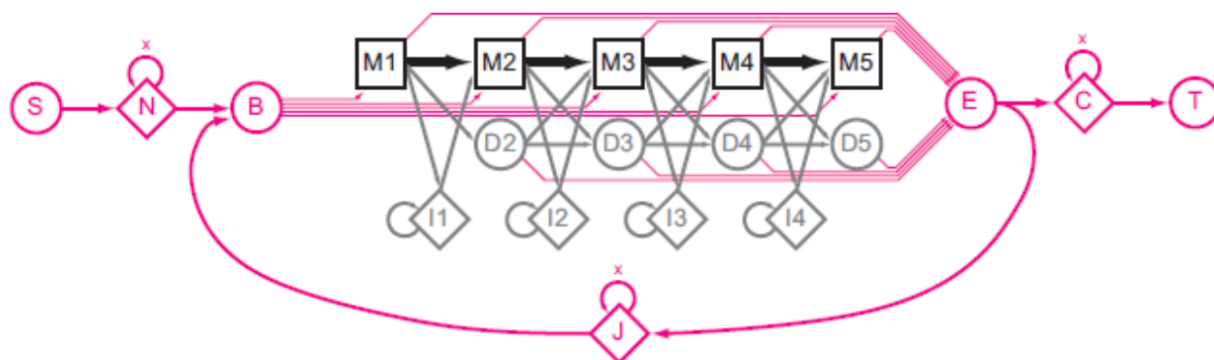 x x
M1 M2 M3 M4 M5
S N B E C T
D2 D3 D4 D5
I1 I2 I3 I4
x
J